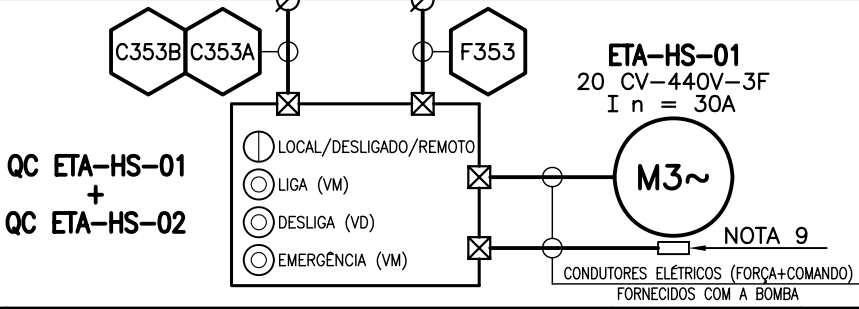 C353B
C353A
F353
ETA-HS-01
20 CV-440V-3F
I n = 30A
LOCAL/DESLIGADO/REMOTO
LIGA (VM)
DESLIGA (VD)
EMERGÊNCIA (VM)
QC ETA-HS-01
+
QC ETA-HS-02
M3~
NOTA 9
CONDUTORES ELÉTRICOS (FORÇA+COMANDO)
FORNECIDOS COM A BOMBA